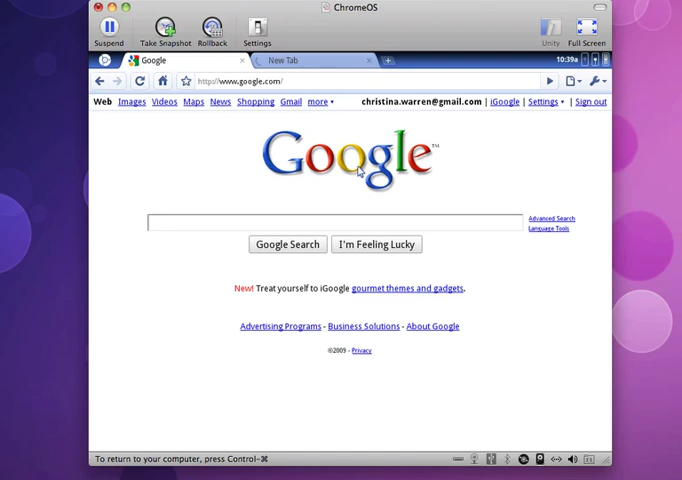 ChromeOS
Suspend Take Snapshot Rollback Settings Unity Full Screen
Google New Tab 10:39a
http://www.google.com/
Web Images Videos Maps News Shopping Gmail more ▾ christina.warren@gmail.com | iGoogle | Settings ▾ | Sign out
Google™
Advanced Search
Language Tools
Google Search I'm Feeling Lucky
New! Treat yourself to iGoogle gourmet themes and gadgets.
Advertising Programs - Business Solutions - About Google
©2009 - Privacy
To return to your computer, press Control-⌘